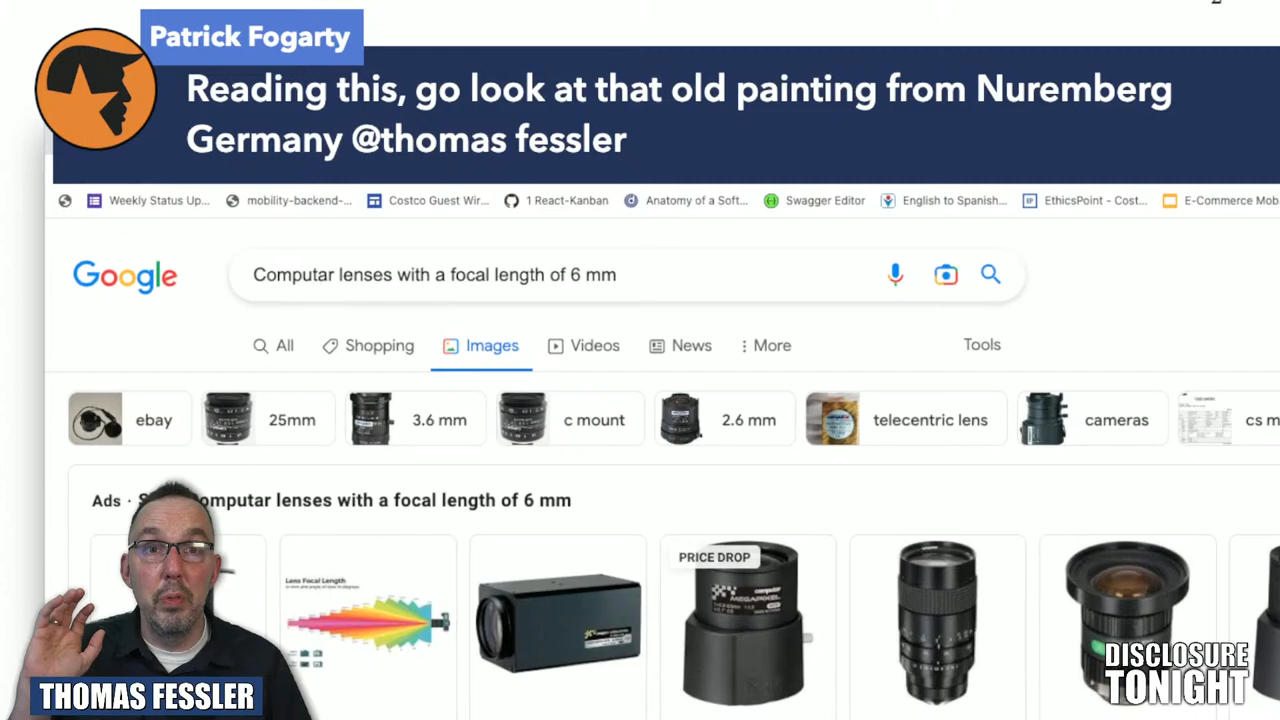 Patrick Fogarty
Reading this, go look at that old painting from Nuremberg
Germany @thomas fessler
Weekly Status Up... mobility-backend-... Costco Guest Wir... 1 React-Kanban Anatomy of a Soft... Swagger Editor English to Spanish... EthicsPoint - Cost... E-Commerce Mob
Google
Computar lenses with a focal length of 6 mm
All Shopping Images Videos News More Tools
ebay 25mm 3.6 mm c mount 2.6 mm telecentric lens cameras cs m
Ads · computar lenses with a focal length of 6 mm
PRICE DROP
Lens Focal Length
computar
MEGAPIXEL
THOMAS FESSLER
DISCLOSURE
TONIGHT